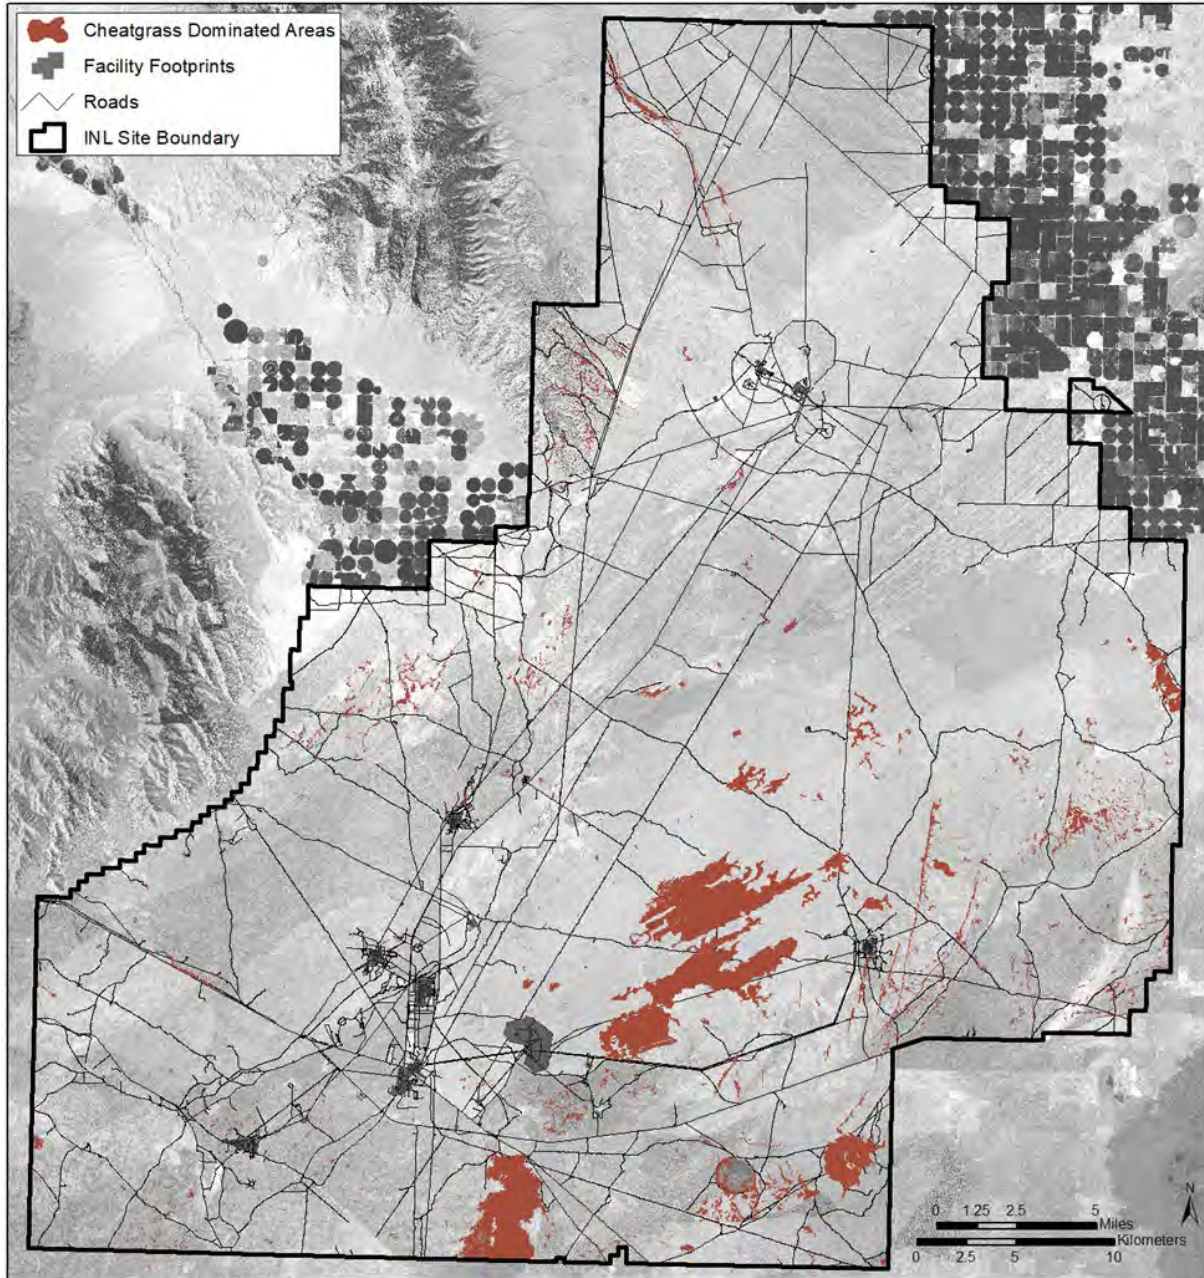 Cheatgrass Dominated Areas
Facility Footprints
Roads
INL Site Boundary
N
0 1.25 2.5 5
Miles
Kilometers
0 2.5 5 10